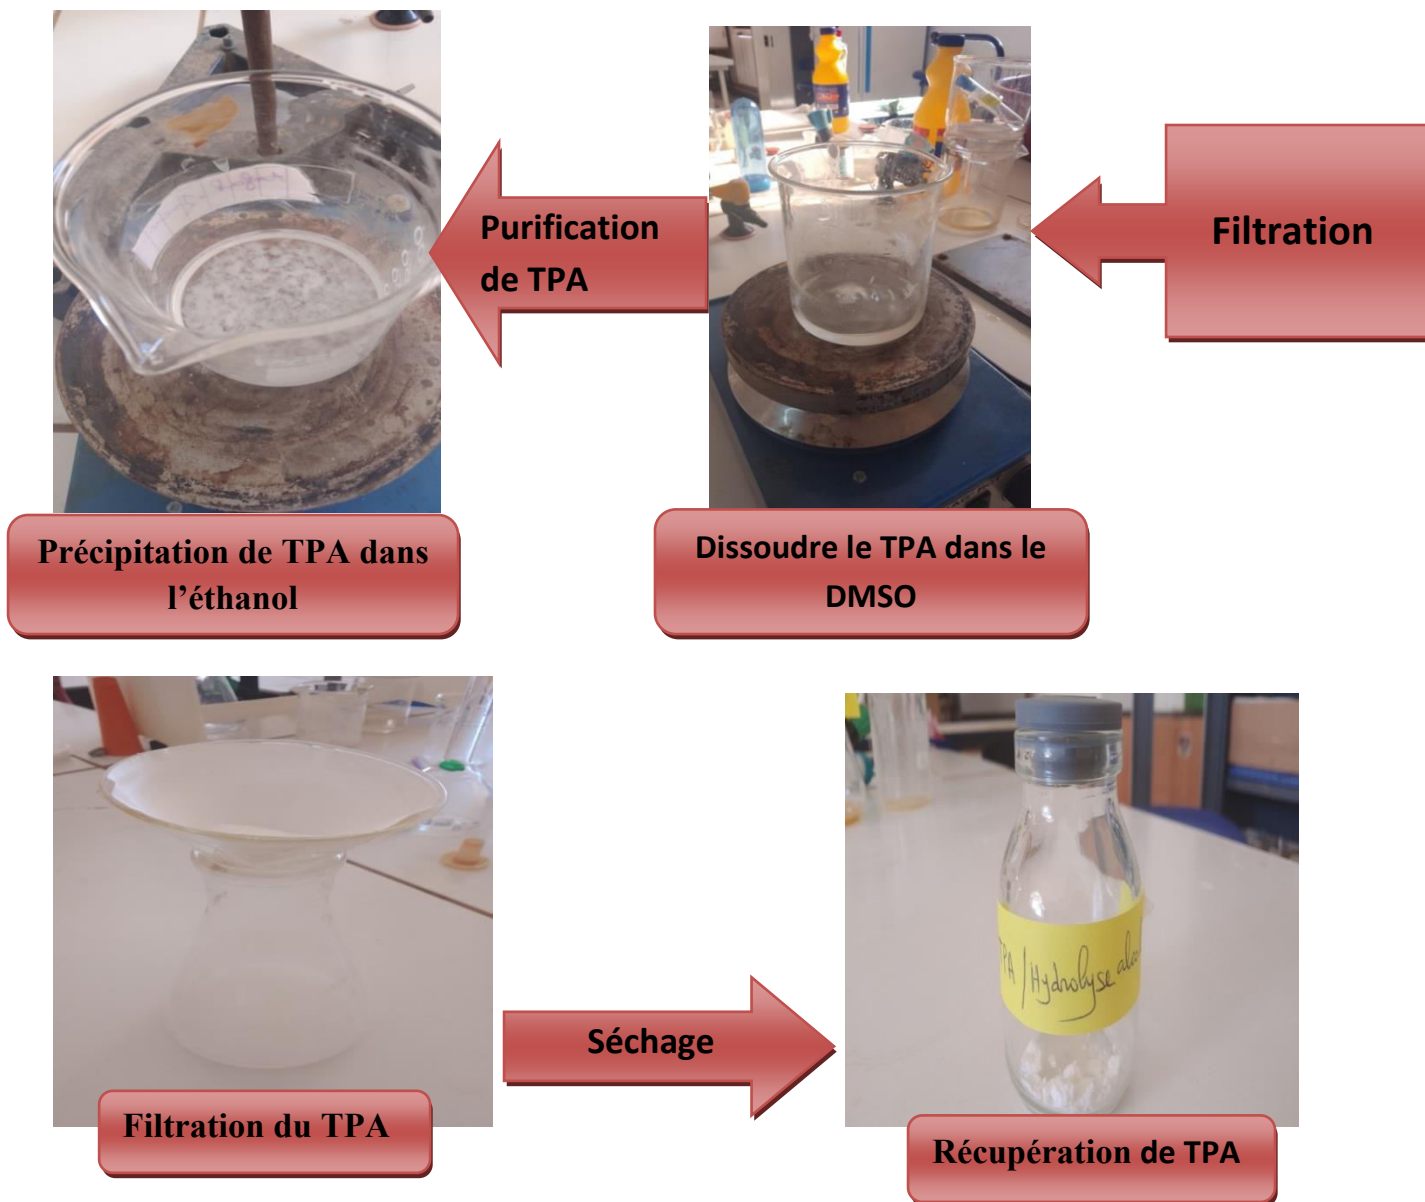 Filtration
Purification
de TPA
Précipitation de TPA dans
l’éthanol
Dissoudre le TPA dans le
DMSO
Séchage
TPA / Hydrolyse
Filtration du TPA
Récupération de TPA